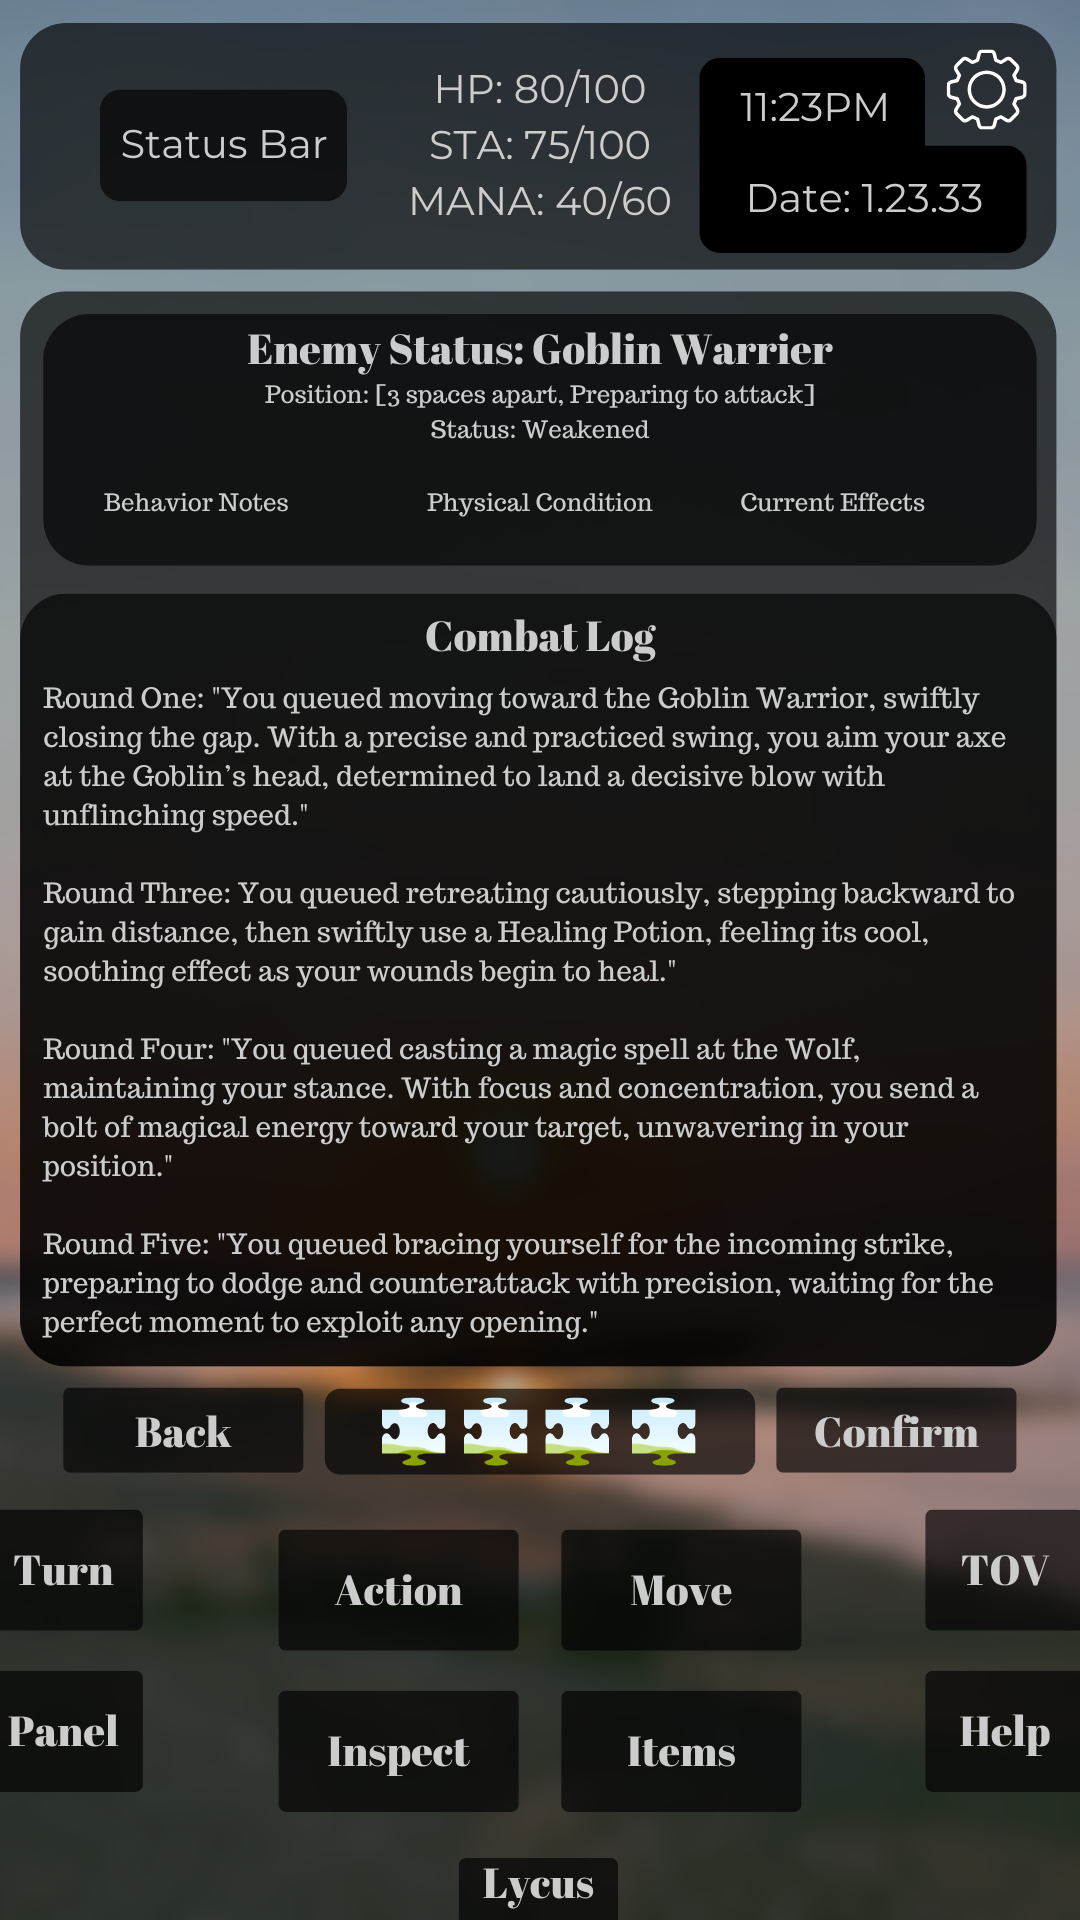 Status Bar
HP: 80/100
STA: 75/100
MANA: 40/60
11:23PM
Date: 1.23.33
Enemy Status: Goblin Warrier
Position: [3 spaces apart, Preparing to attack]
Status: Weakened
Behavior Notes
Physical Condition
Current Effects
Combat Log
Round One: "You queued moving toward the Goblin Warrior, swiftly
closing the gap. With a precise and practiced swing, you aim your axe
at the Goblin’s head, determined to land a decisive blow with
unflinching speed."
Round Three: You queued retreating cautiously, stepping backward to
gain distance, then swiftly use a Healing Potion, feeling its cool,
soothing effect as your wounds begin to heal."
Round Four: "You queued casting a magic spell at the Wolf,
maintaining your stance. With focus and concentration, you send a
bolt of magical energy toward your target, unwavering in your
position."
Round Five: "You queued bracing yourself for the incoming strike,
preparing to dodge and counterattack with precision, waiting for the
perfect moment to exploit any opening."
Back
Confirm
Turn
Action
Move
TOV
Panel
Inspect
Items
Help
Lycus